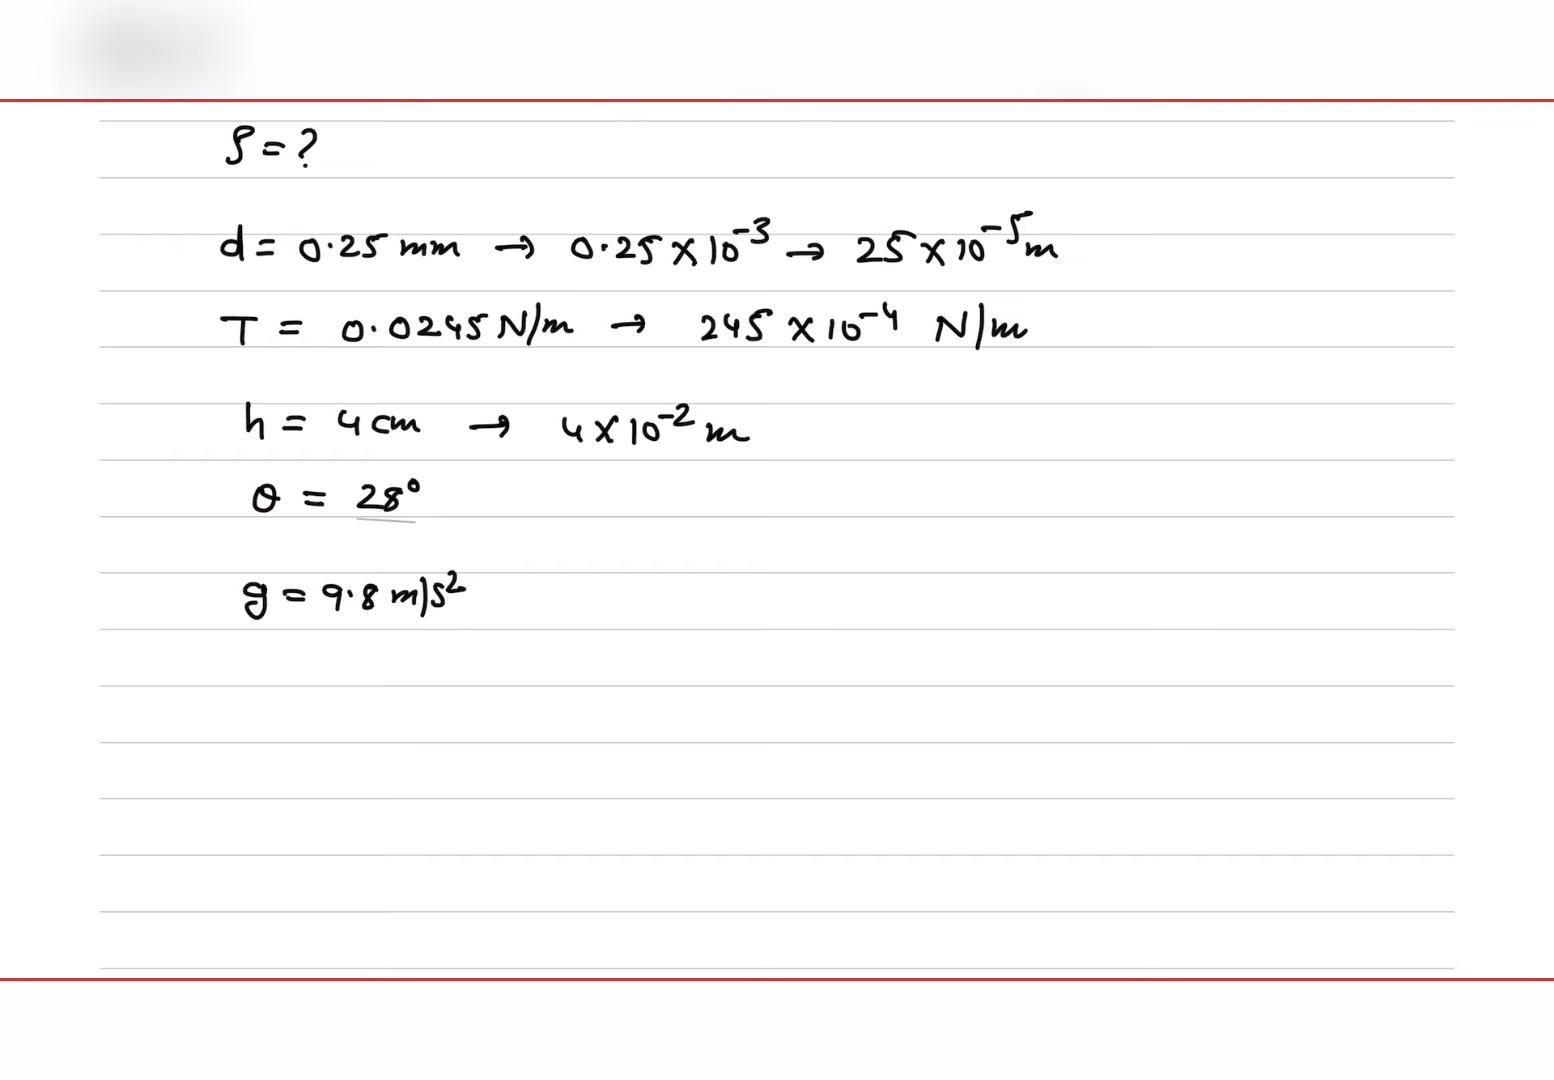 ρ = ?
d = 0.25 mm → 0.25 × 10⁻³ → 25 × 10⁻⁵ m
T = 0.0245 N/m → 245 × 10⁻⁴ N/m
h = 4 cm → 4 × 10⁻² m
θ = 28°
g = 9.8 m/s²